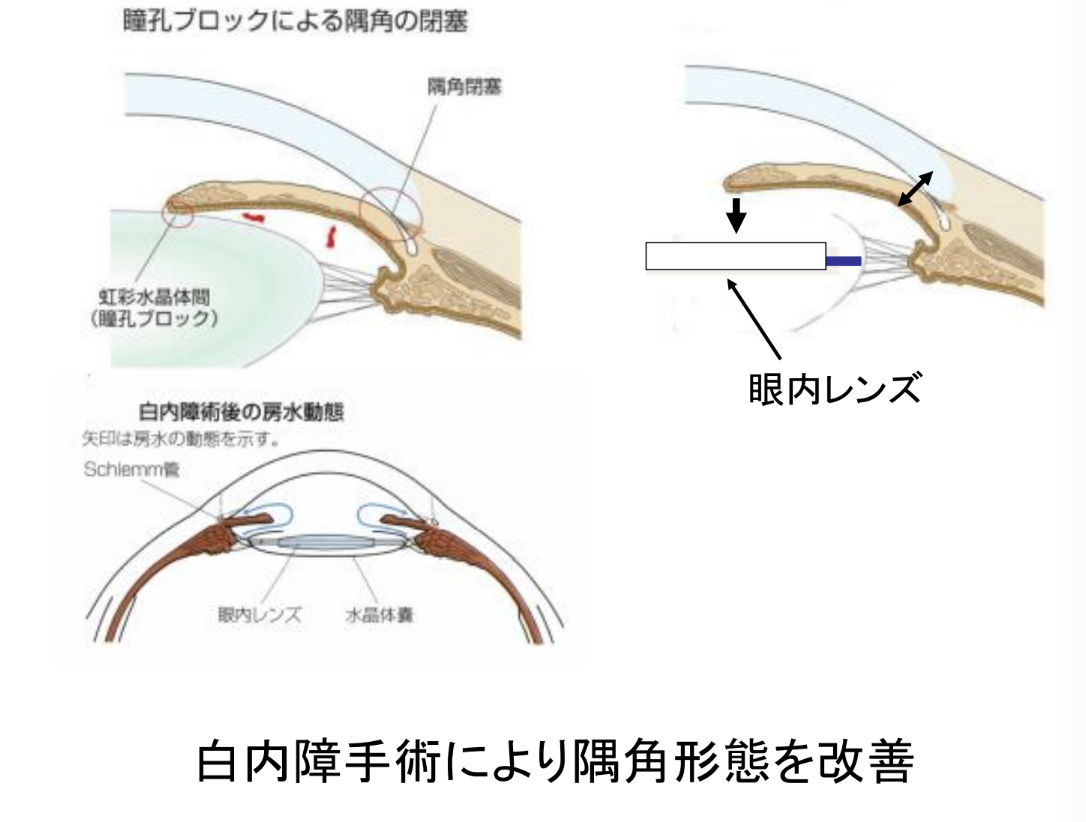 瞳孔ブロックによる隅角の閉塞
隅角閉塞
虹彩水晶体間
（瞳孔ブロック）
眼内レンズ
白内障術後の房水動態
矢印は房水の動態を示す。
Schlemm管
眼内レンズ
水晶体嚢
白内障手術により隅角形態を改善